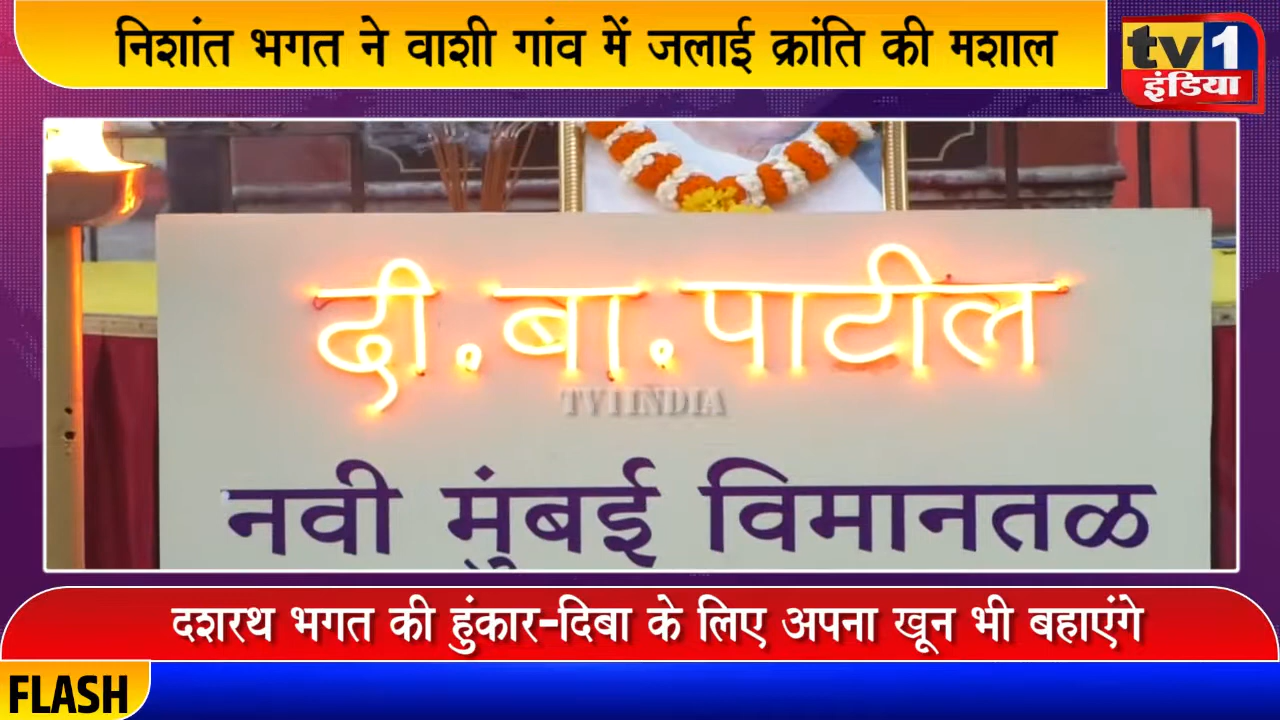 निशांत भगत ने वाशी गांव में जलाई क्रांति की मशाल
tv1
इंडिया
दी.बा.पाटील
TV1INDIA
नवी मुंबई विमानतळ
दशरथ भगत की हुंकार-दिबा के लिए अपना खून भी बहाएंगे
FLASH